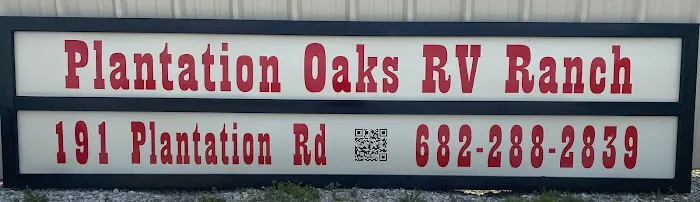 Plantation Oaks RV Ranch
191 Plantation Rd 682-288-2839